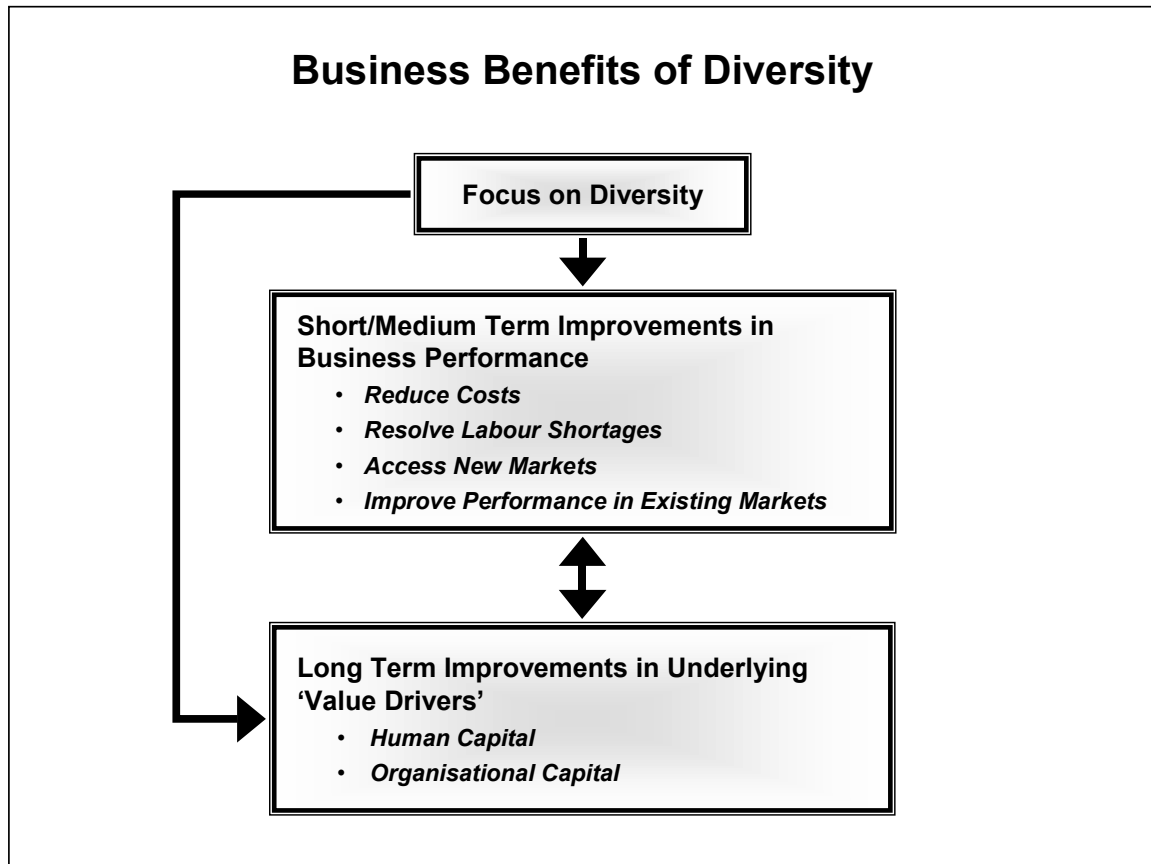 Business Benefits of Diversity
Focus on Diversity
Short/Medium Term Improvements in
Business Performance
• Reduce Costs
• Resolve Labour Shortages
• Access New Markets
• Improve Performance in Existing Markets
Long Term Improvements in Underlying
‘Value Drivers’
• Human Capital
• Organisational Capital